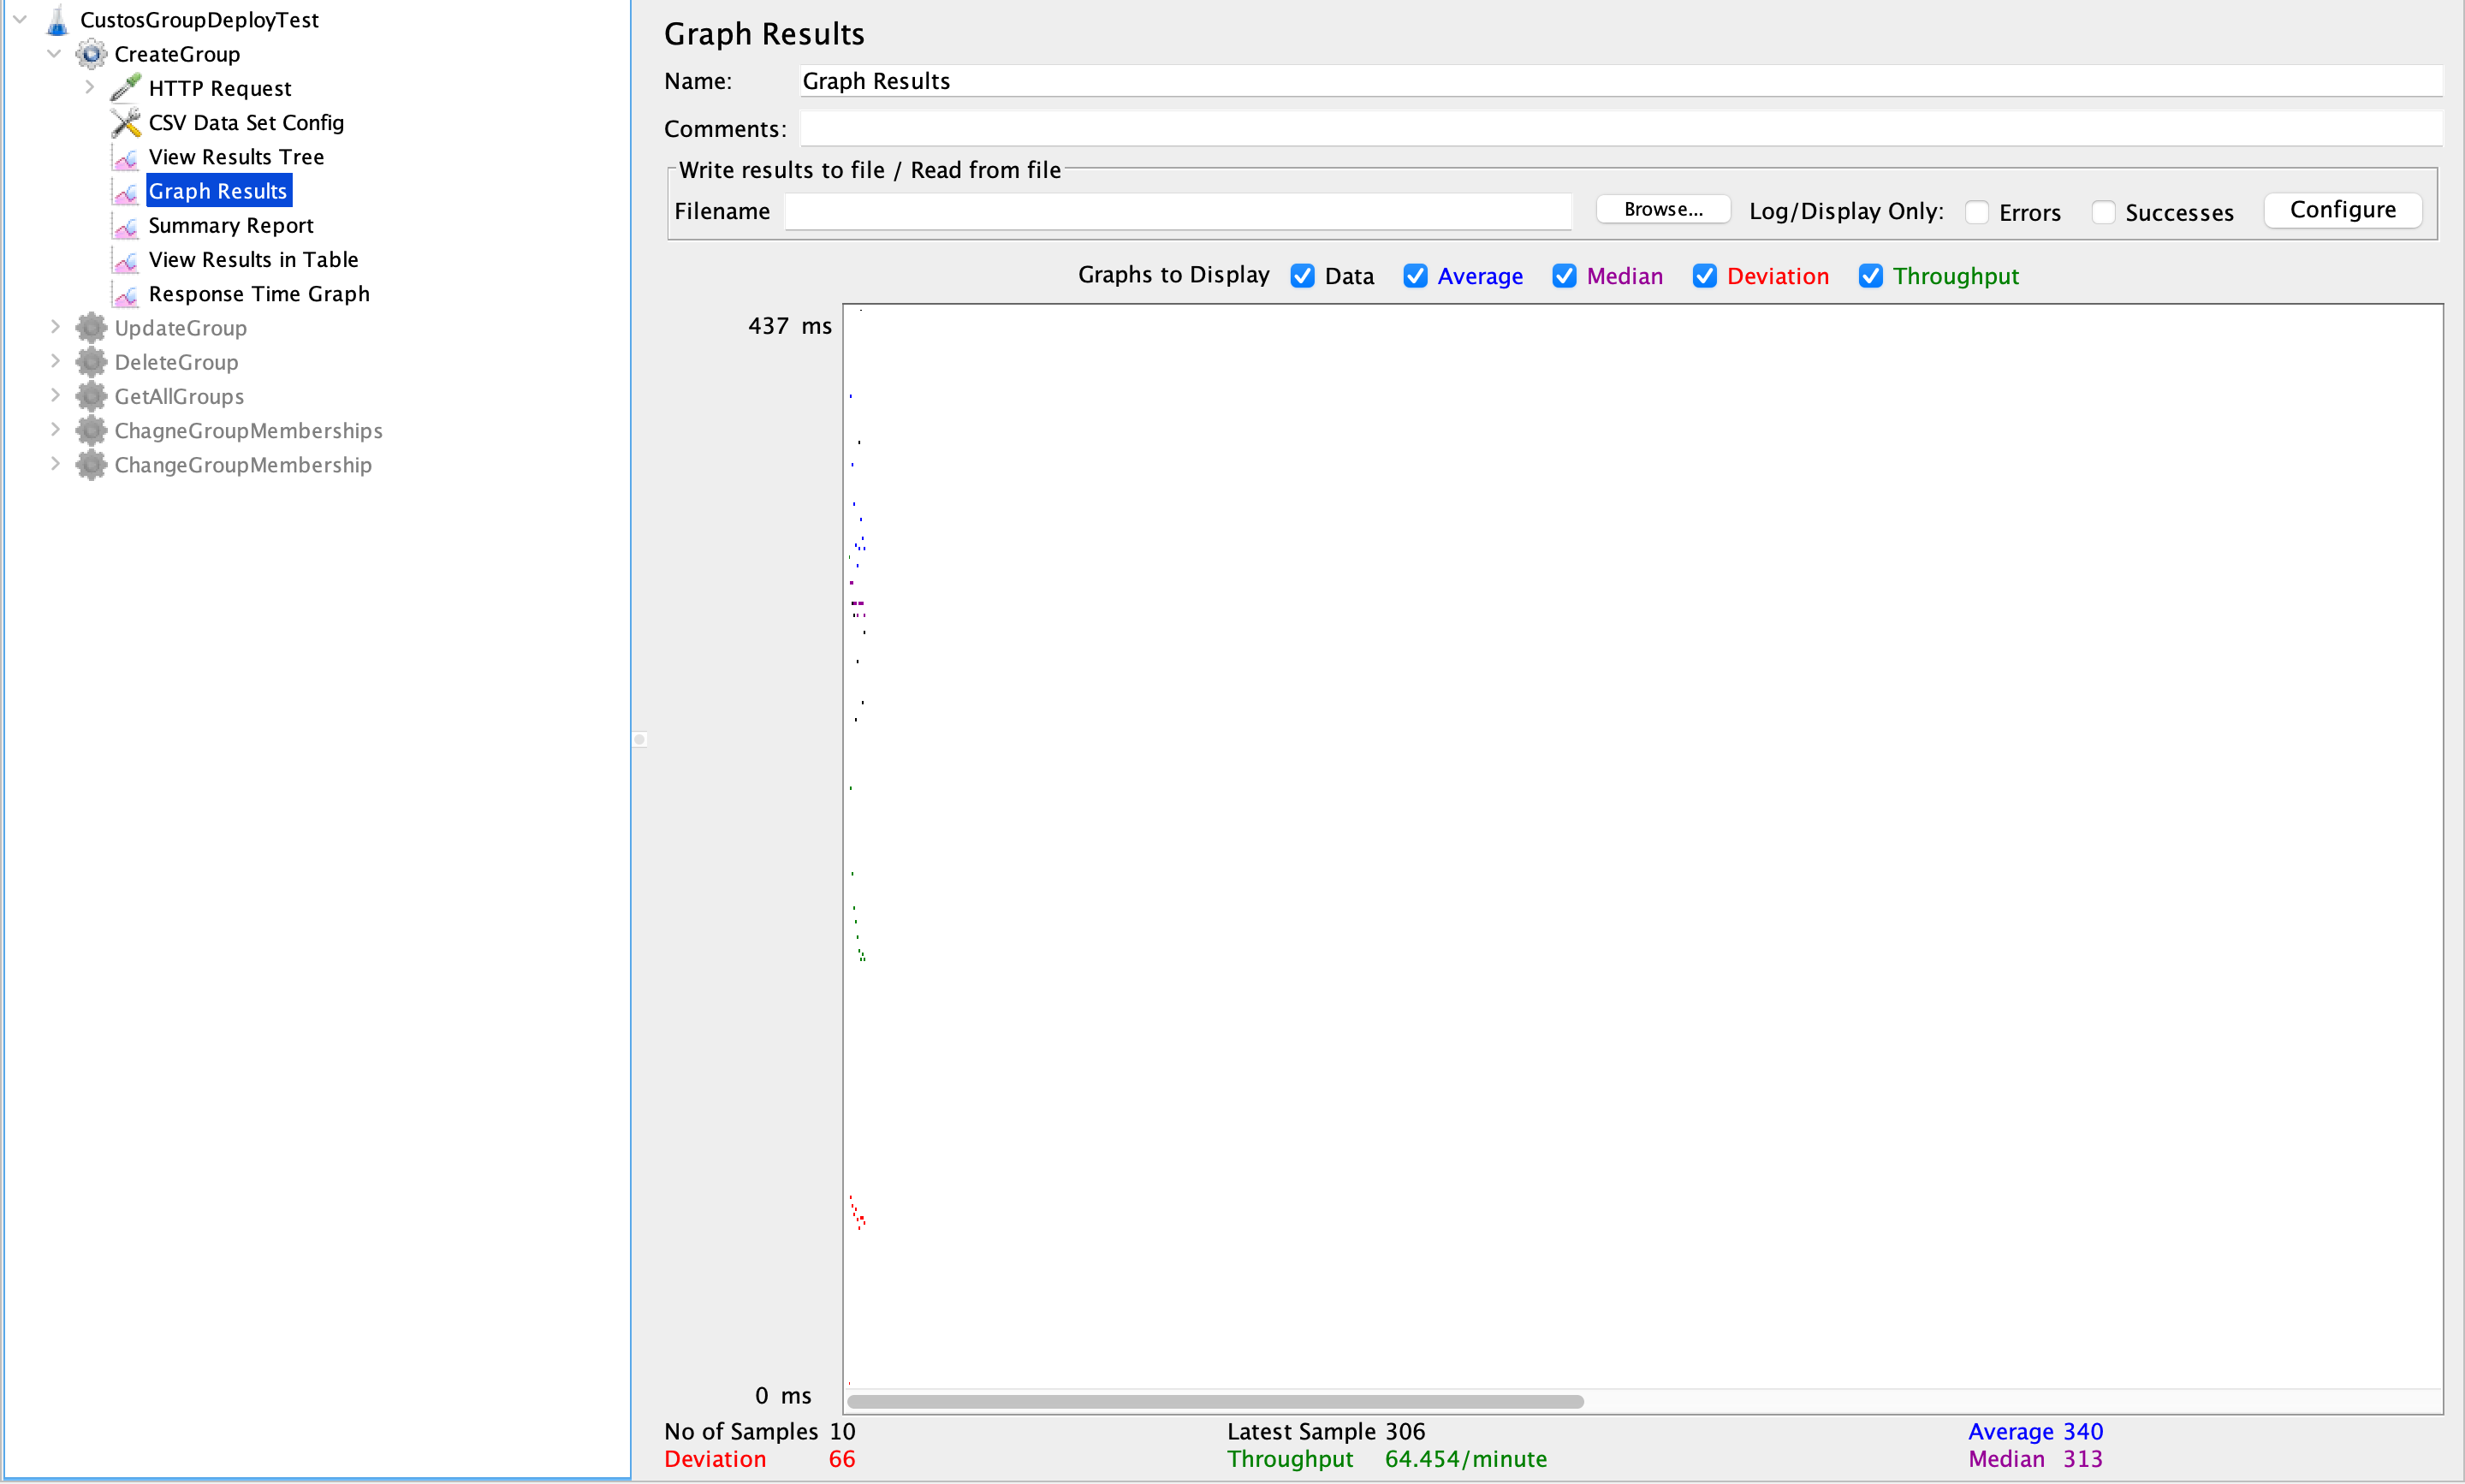 CustosGroupDeployTest
CreateGroup
HTTP Request
CSV Data Set Config
View Results Tree
Graph Results
Summary Report
View Results in Table
Response Time Graph
UpdateGroup
DeleteGroup
GetAllGroups
ChagneGroupMemberships
ChangeGroupMembership
Graph Results
Name: Graph Results
Comments:
Write results to file / Read from file
Filename Browse... Log/Display Only: Errors Successes Configure
Graphs to Display Data Average Median Deviation Throughput
437 ms
0 ms
No of Samples 10 Latest Sample 306 Average 340
Deviation 66 Throughput 64.454/minute Median 313